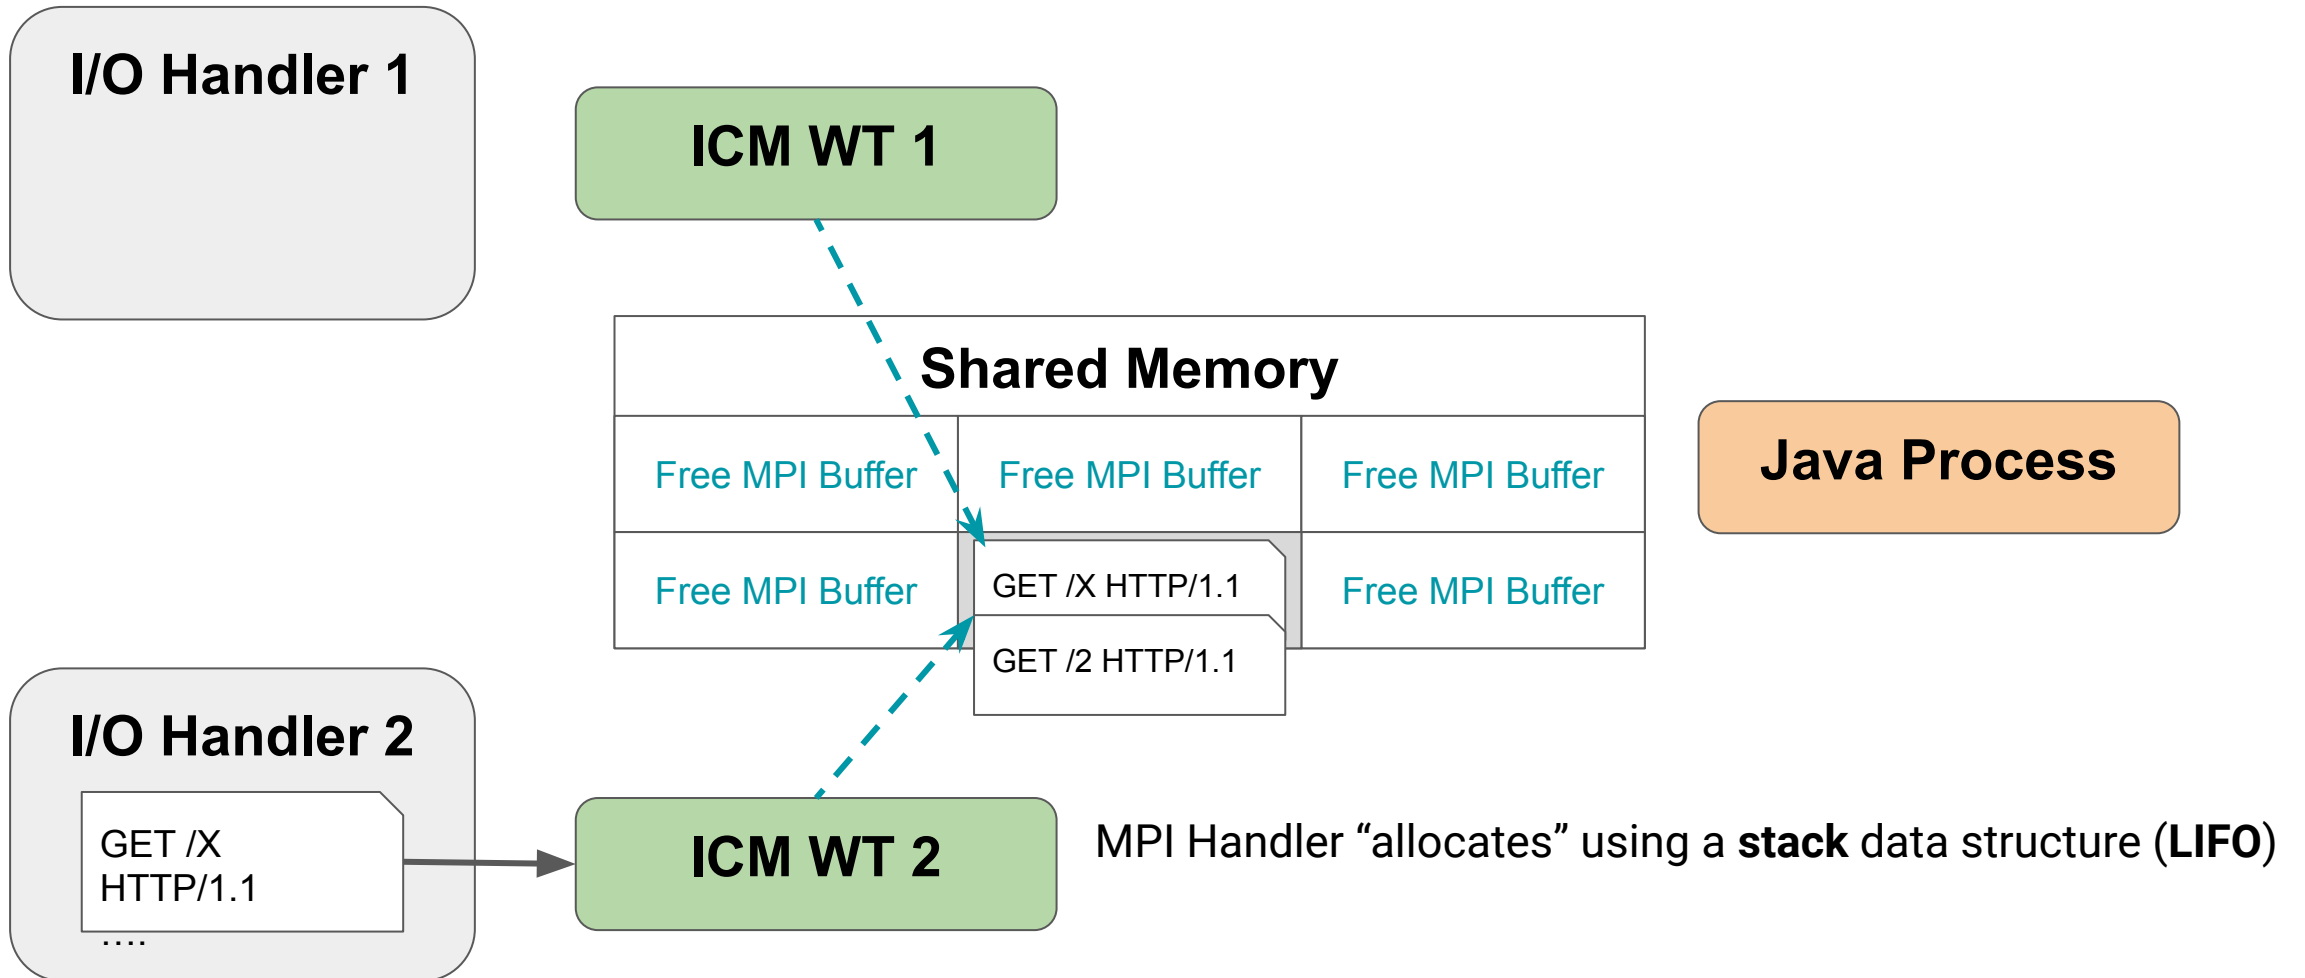 I/O Handler 1
ICM WT 1
Shared Memory
Free MPI Buffer
Free MPI Buffer
Free MPI Buffer
Java Process
Free MPI Buffer
GET /X HTTP/1.1
Free MPI Buffer
GET /2 HTTP/1.1
I/O Handler 2
GET /X
HTTP/1.1
....
ICM WT 2
MPI Handler “allocates” using a stack data structure (LIFO)